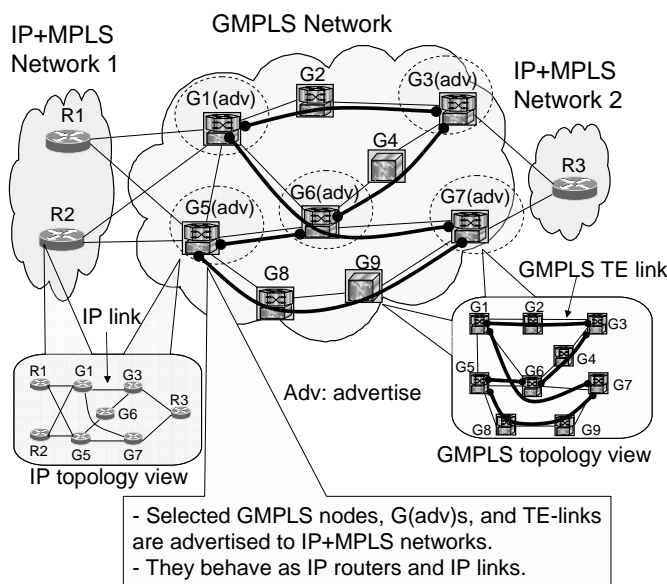 GMPLS Network
IP+MPLS
Network 1
G2
G3(adv)
G1(adv)
IP+MPLS
Network 2
R1
G4
R3
G6(adv)
G7(adv)
R2
G5(adv)
G8
G9
GMPLS TE link
IP link
G1
G2
G3
G4
G5
G6
G7
G8
G9
GMPLS topology view
R1
G1
G3
R3
G6
R2
G5
G7
IP topology view
Adv: advertise
- Selected GMPLS nodes, G(adv)s, and TE-links
are advertised to IP+MPLS networks.
- They behave as IP routers and IP links.